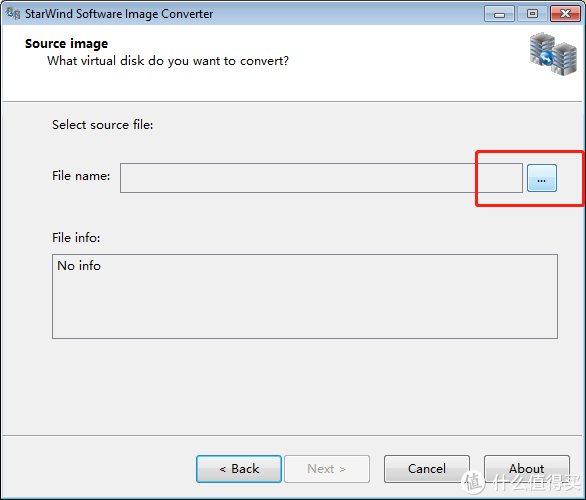 StarWind Software Image Converter
Source image
What virtual disk do you want to convert?
Select source file:
File name:
...
File info:
No info
< Back
Next >
Cancel
About
值 什么值得买